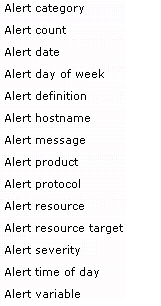 Alert category
Alert count
Alert date
Alert day of week
Alert definition
Alert hostname
Alert message
Alert product
Alert protocol
Alert resource
Alert resource target
Alert severity
Alert time of day
Alert variable